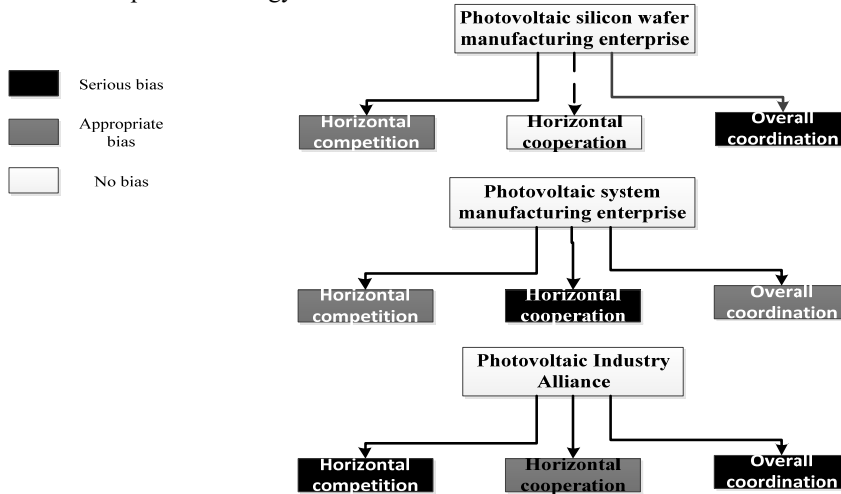 Photovoltaic silicon wafer
manufacturing enterprise
Serious bias
Appropriate
bias
No bias
Horizontal
competition
Horizontal
cooperation
Overall
coordination
Photovoltaic system
manufacturing enterprise
Horizontal
competition
Horizontal
cooperation
Overall
coordination
Photovoltaic Industry
Alliance
Horizontal
competition
Horizontal
cooperation
Overall
coordination